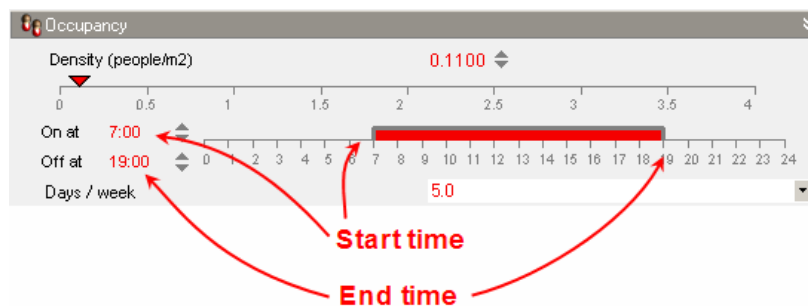 Occupancy
Density (people/m2) 0.1100
0 0.5 1 1.5 2 2.5 3 3.5 4
On at 7:00
Off at 19:00 0 1 2 3 4 5 6 7 8 9 10 11 12 13 14 15 16 17 18 19 20 21 22 23 24
Days / week 5.0
Start time
End time